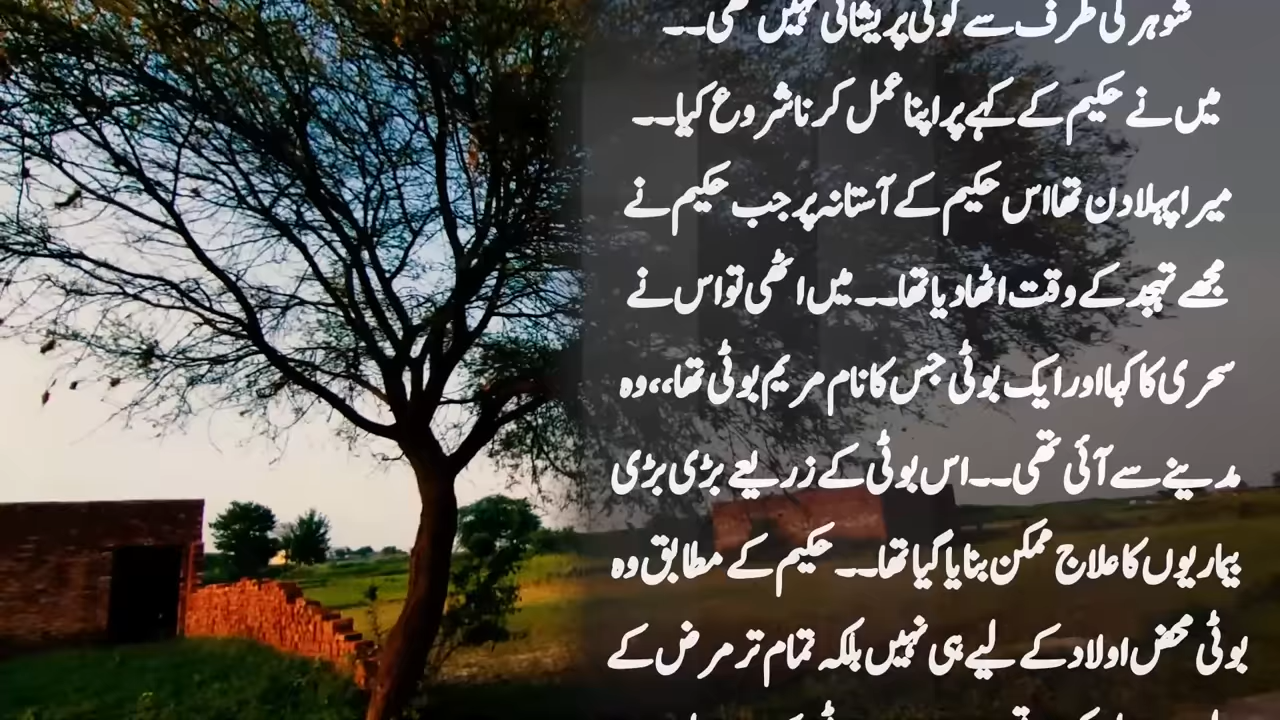 شوہر کی طرف سے کوئی پریشانی نہیں تھی۔۔
میں نے حکیم کے کہے پر اپنا عمل کرنا شروع کیا۔۔
میرا پہلا دن تھا اس حکیم کے آستانہ پر جب حکیم نے
مجھے تہجد کے وقت اٹھا دیا تھا۔۔ میں اٹھی تو اس نے
سحری کا کہا اور ایک بوٹی جس کا نام مریم بوٹی تھا،، وہ
مدینے سے آئی تھی۔۔ اس بوٹی کے زریعے بڑی بڑی
بیماریوں کا علاج ممکن بنایا گیا تھا۔۔ حکیم کے مطابق وہ
بوٹی محض اولاد کے لیے ہی نہیں بلکہ تمام تر مرض کے